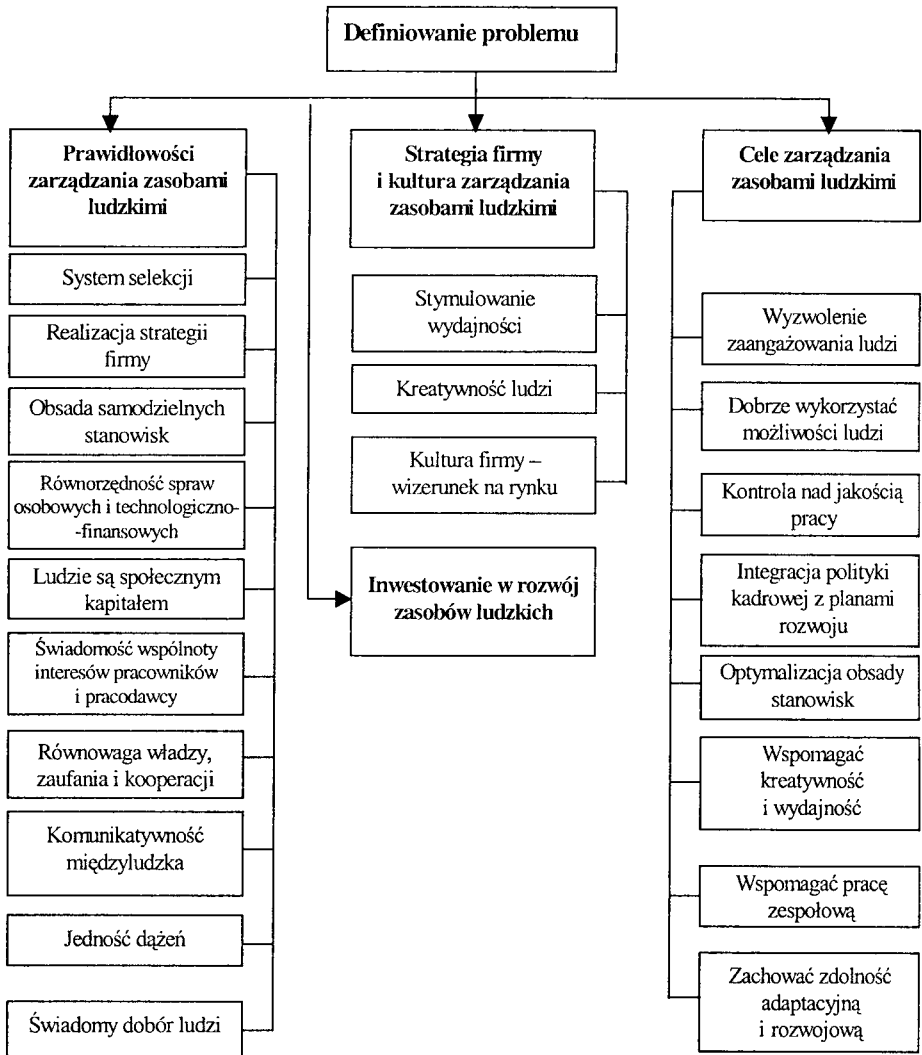 Definiowanie problemu
Prawidłowości
zarządzania zasobami
ludzkimi
System selekcji
Realizacja strategii
firmy
Obsada samodzielnych
stanowisk
Równorzędność spraw
osobowych i technologiczno-
-finansowych
Ludzie są społecznym
kapitałem
Świadomość wspólnoty
interesów pracowników
i pracodawcy
Równowaga władzy,
zaufania i kooperacji
Komunikatywność
międzyludzka
Jedność dążeń
Świadomy dobór ludzi
Strategia firmy
i kultura zarządzania
zasobami ludzkimi
Stymulowanie
wydajności
Kreatywność ludzi
Kultura firmy –
wizerunek na rynku
Inwestowanie w rozwój
zasobów ludzkich
Cele zarządzania
zasobami ludzkimi
Wyzwolenie
zaangażowania ludzi
Dobrze wykorzystać
możliwości ludzi
Kontrola nad jakością
pracy
Integracja polityki
kadrowej z planami
rozwoju
Optymalizacja obsady
stanowisk
Wspomagać
kreatywność
i wydajność
Wspomagać pracę
zespołową
Zachować zdolność
adaptacyjną
i rozwojową